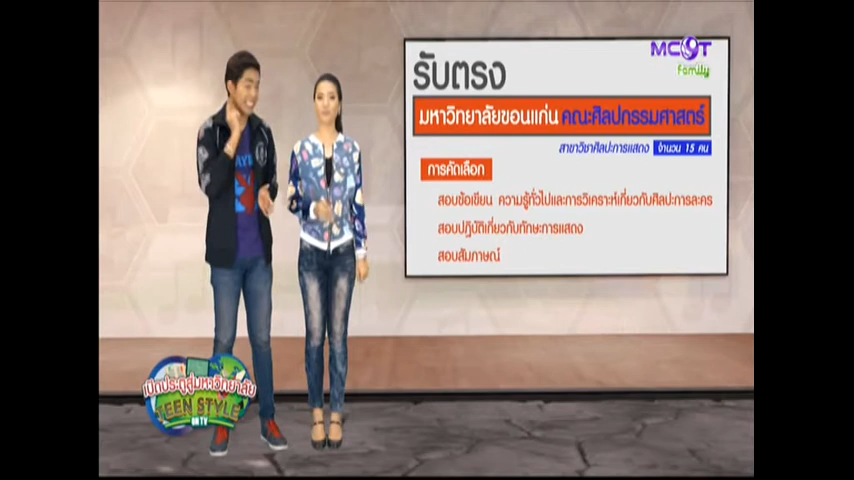 MCOT
family
รับตรง
มหาวิทยาลัยขอนแก่น คณะศิลปกรรมศาสตร์
สาขาวิชาศิลปะการแสดง จำนวน 15 คน
การคัดเลือก
สอบข้อเขียน ความรู้ทั่วไปและการวิเคราะห์เกี่ยวกับศิลปะการละคร
สอบปฏิบัติเกี่ยวกับทักษะการแสดง
สอบสัมภาษณ์
เปิดประตูสู่มหาวิทยาลัย
TEEN STYLE
ON TV